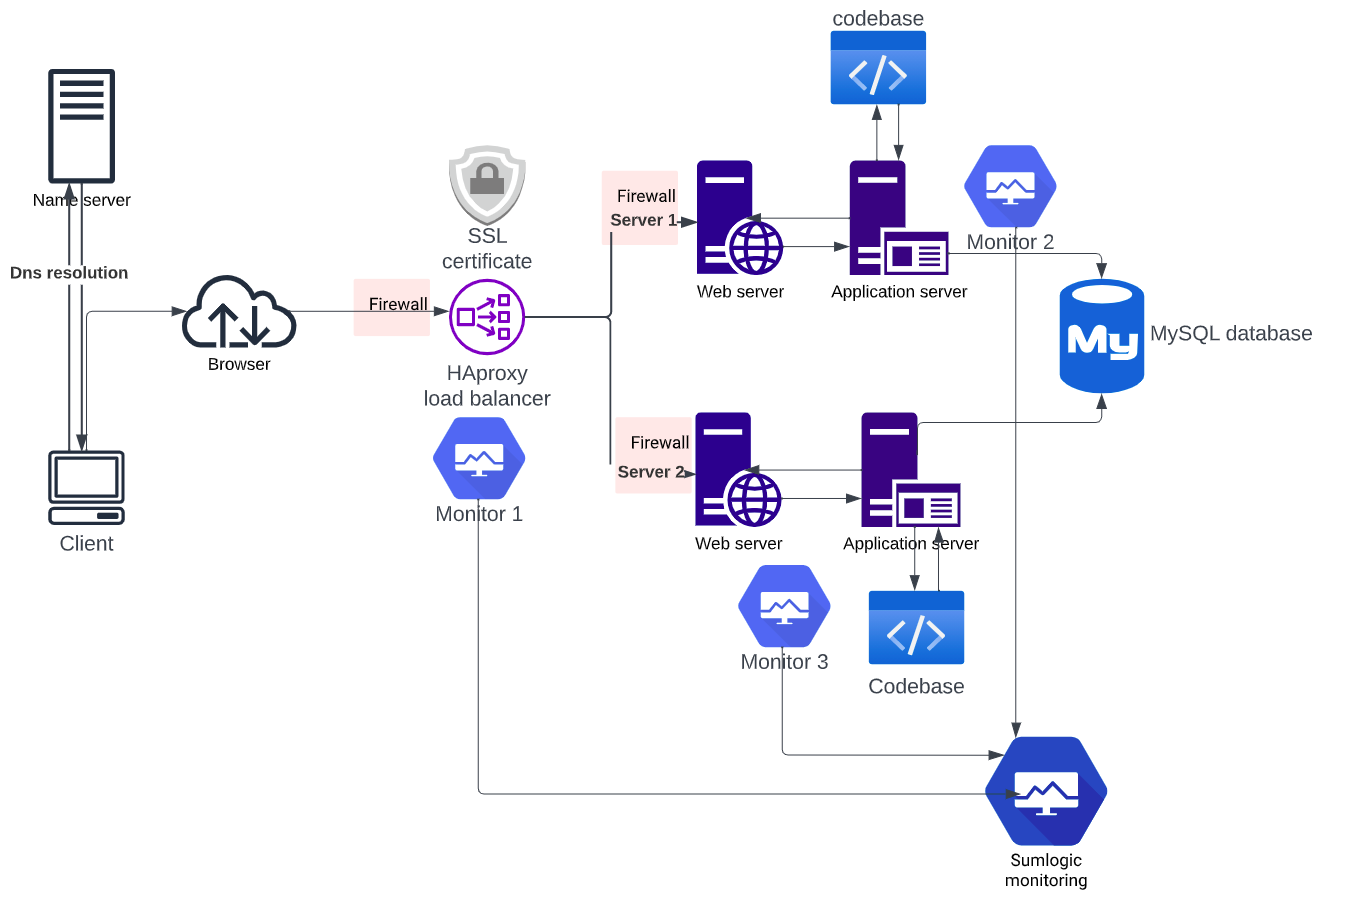 codebase
Name server
SSL
certificate
Firewall
Server 1
Monitor 2
Dns resolution
Web server
Application server
Firewall
My
MySQL database
Browser
HAproxy
load balancer
Firewall
Server 2
Monitor 1
Client
Web server
Application server
Monitor 3
Codebase
Sumlogic
monitoring